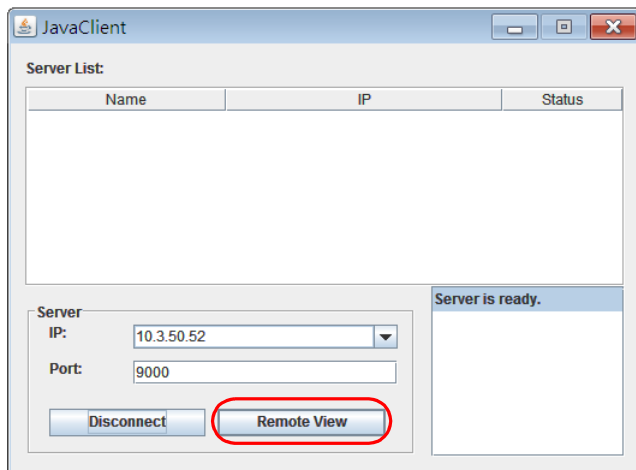 JavaClient
Server List:
Name IP Status
Server is ready.
Server
IP: 10.3.50.52
Port: 9000
Disconnect Remote View